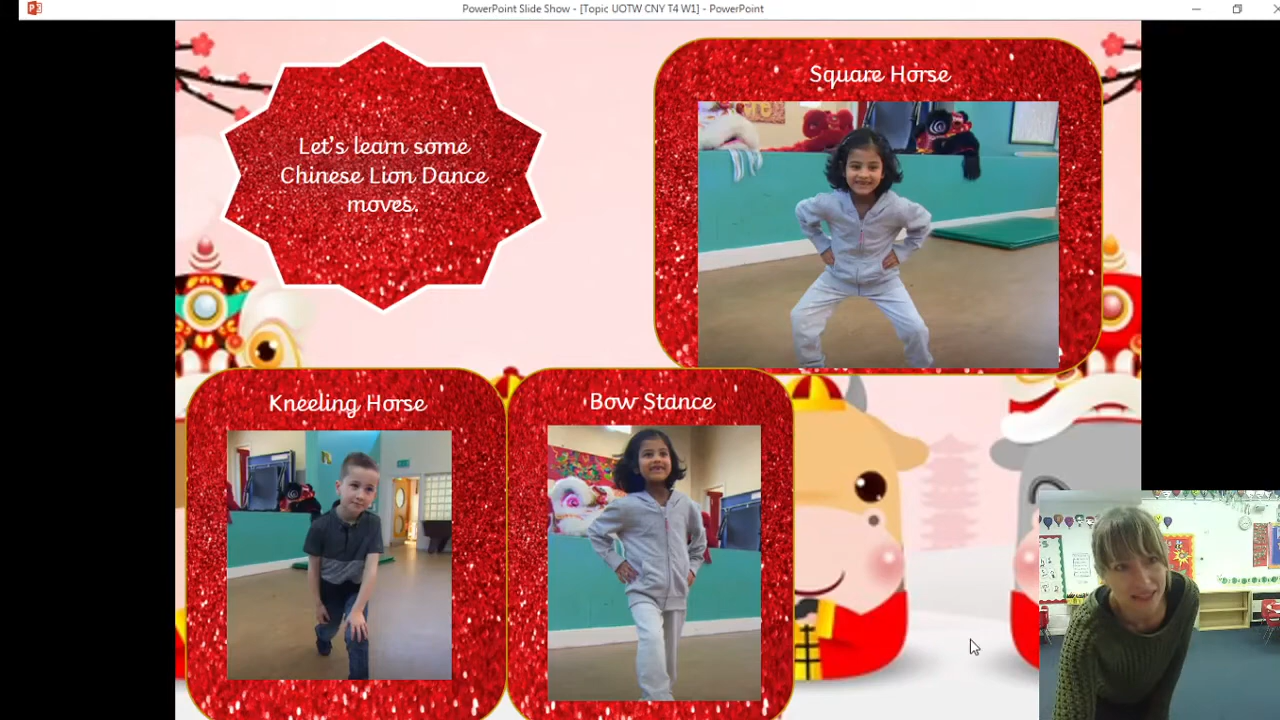 PowerPoint Slide Show - [Topic UOTW CNY T4 W1] - PowerPoint
Let's learn some
Chinese Lion Dance
moves.
Square Horse
Kneeling Horse
Bow Stance